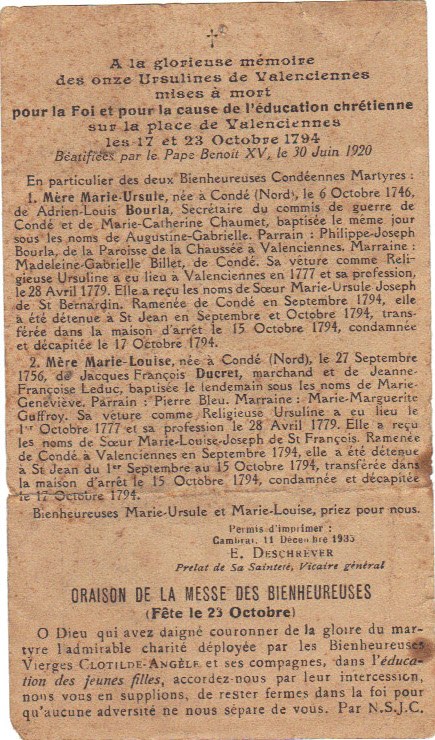 A la glorieuse mémoire
des onze Ursulines de Valenciennes
mises à mort
pour la Foi et pour la cause de l'éducation chrétienne
sur la place de Valenciennes
les 17 et 23 Octobre 1794
Béatifiées par le Pape Benoit XV, le 30 Juin 1920
En particulier des deux Bienheureuses Condéennes Martyres :
1. Mère Marie-Ursule, née à Condé (Nord), le 6 Octobre 1746,
de Adrien-Louis Bourla, Secrétaire du commis de guerre de
Condé et de Marie-Catherine Chaumet, baptisée le même jour
sous les noms de Augustine-Gabrielle. Parrain : Philippe-Joseph
Bourla, de la Paroisse de la Chaussée à Valenciennes. Marraine :
Madeleine-Gabrielle Billet, de Condé. Sa vêture comme Reli-
gieuse Ursuline a eu lieu à Valenciennes en 1777 et sa profession,
le 28 Avril 1779. Elle a reçu les noms de Sœur Marie-Ursule Joseph
de St Bernardin. Ramenée de Condé en Septembre 1794, elle
a été détenue à St Jean en Septembre et Octobre 1794, trans-
férée dans la maison d'arrêt le 15 Octobre 1794, condamnée
et décapitée le 17 Octobre 1794.
2. Mère Marie-Louise, née à Condé (Nord), le 27 Septembre
1756, de Jacques François Ducret, marchand et de Jeanne-
Françoise Leduc, baptisée le lendemain sous les noms de Marie-
Geneviève. Parrain : Pierre Bleu. Marraine : Marie-Marguerite
Guffroy. Sa vêture comme Religieuse Ursuline a eu lieu le
1er Octobre 1777 et sa profession le 28 Avril 1779. Elle a reçu
les noms de Sœur Marie-Louise-Joseph de St François. Ramenée
de Condé à Valenciennes en Septembre 1794, elle a été détenue
à St Jean du 1er Septembre au 15 Octobre 1794, transférée dans
la maison d'arrêt le 15 Octobre 1794, condamnée et décapitée
le 17 Octobre 1794.
Bienheureuses Marie-Ursule et Marie-Louise, priez pour nous.
Permis d'imprimer :
Cambrai, 11 Décembre 1935
E. DESCHREVER
Prelat de Sa Sainteté, Vicaire général
ORAISON DE LA MESSE DES BIENHEUREUSES
(Fête le 23 Octobre)
O Dieu qui avez daigné couronner de la gloire du mar-
tyre l'admirable charité déployée par les Bienheureuses
Vierges CLOTILDE-ANGÈLE et ses compagnes, dans l'éduca-
tion des jeunes filles, accordez-nous par leur intercession,
nous vous en supplions, de rester fermes dans la foi pour
qu'aucune adversité ne nous sépare de vous. Par N.S.J.C.